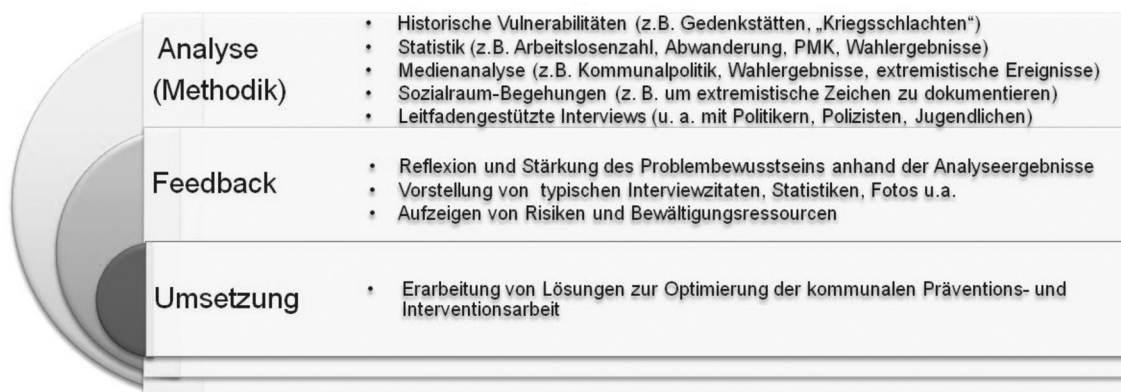 Analyse
(Methodik)
• Historische Vulnerabilitäten (z.B. Gedenkstätten, „Kriegsschlachten“)
• Statistik (z.B. Arbeitslosenzahl, Abwanderung, PMK, Wahlergebnisse)
• Medienanalyse (z.B. Kommunalpolitik, Wahlergebnisse, extremistische Ereignisse)
• Sozialraum-Begehungen (z. B. um extremistische Zeichen zu dokumentieren)
• Leitfadengestützte Interviews (u. a. mit Politikern, Polizisten, Jugendlichen)
Feedback
• Reflexion und Stärkung des Problembewusstseins anhand der Analyseergebnisse
• Vorstellung von typischen Interviewzitaten, Statistiken, Fotos u.a.
• Aufzeigen von Risiken und Bewältigungsressourcen
Umsetzung
• Erarbeitung von Lösungen zur Optimierung der kommunalen Präventions- und
Interventionsarbeit